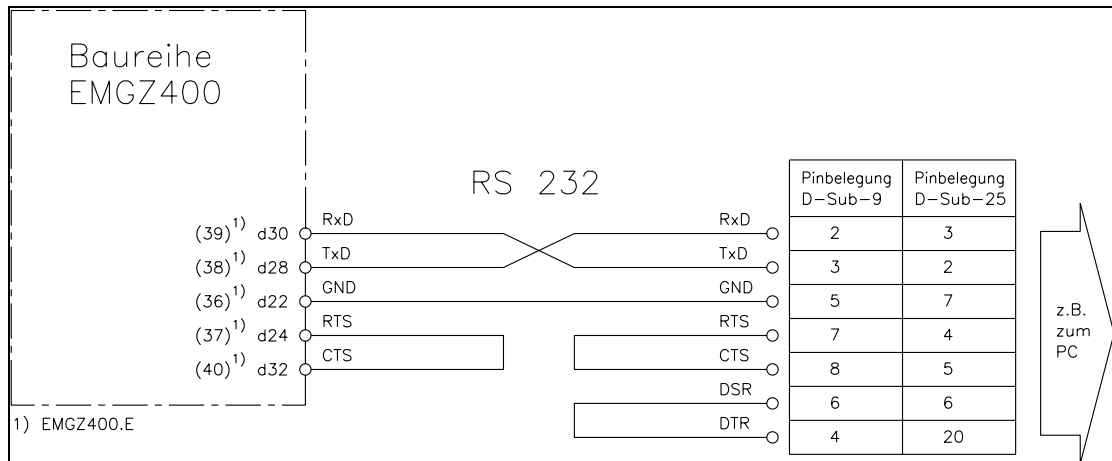 Baureihe
EMGZ400
RS 232
Pinbelegung D-Sub-9 Pinbelegung D-Sub-25
(39)1) d30 RxD RxD 2 3
(38)1) d28 TxD TxD 3 2
(36)1) d22 GND GND 5 7
(37)1) d24 RTS RTS 7 4
(40)1) d32 CTS CTS 8 5
DSR 6 6
DTR 4 20
z.B.
zum
PC
1) EMGZ400.E